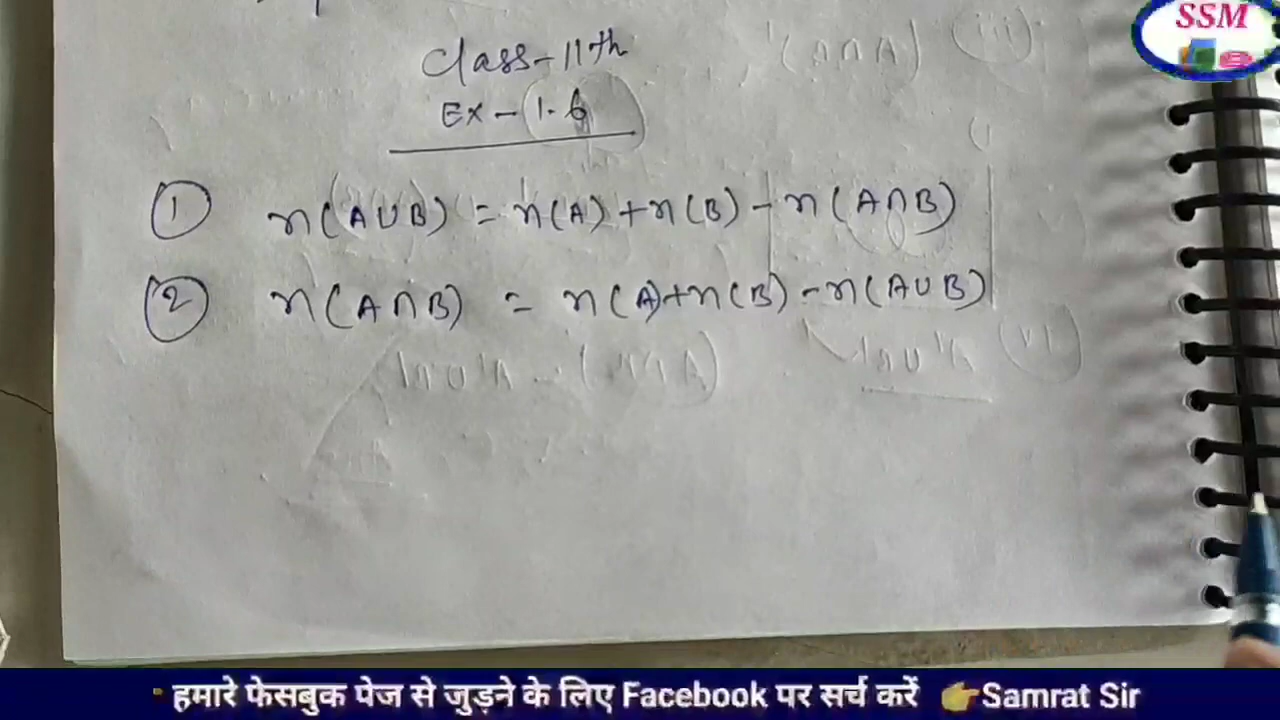 SSM
Class-11th
Ex-1.6
① n(A∪B) = n(A)+n(B)-n(A∩B)
② n(A∩B) = n(A)+n(B)-n(A∪B)
हमारे फेसबुक पेज से जुड़ने के लिए Facebook पर सर्च करें 👉Samrat Sir